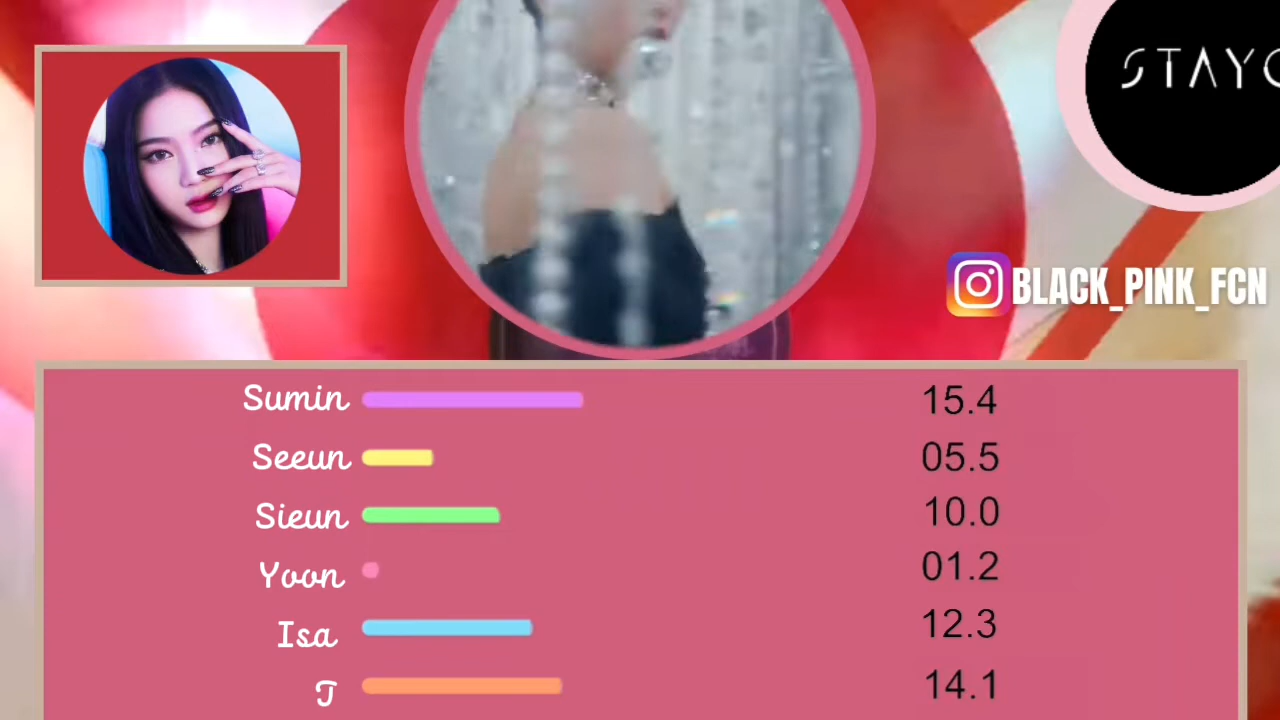 STAYC
BLACK_PINK_FCN
Sumin 15.4
Seeun 05.5
Sieun 10.0
Yoon 01.2
Isa 12.3
J 14.1